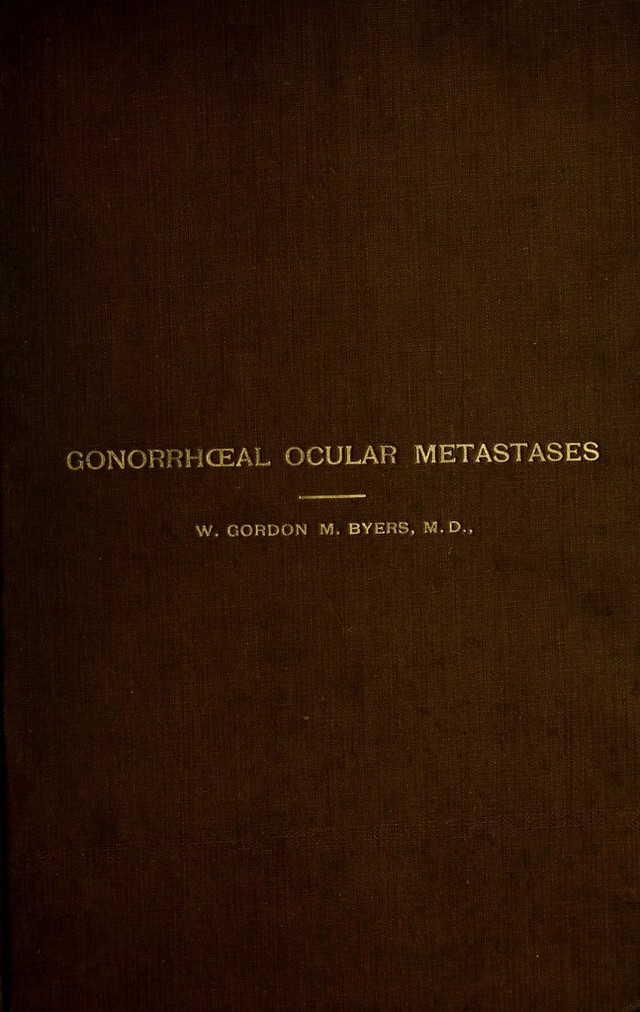 GONORRHŒAL OCULAR METASTASES
W. GORDON M. BYERS, M.D.,